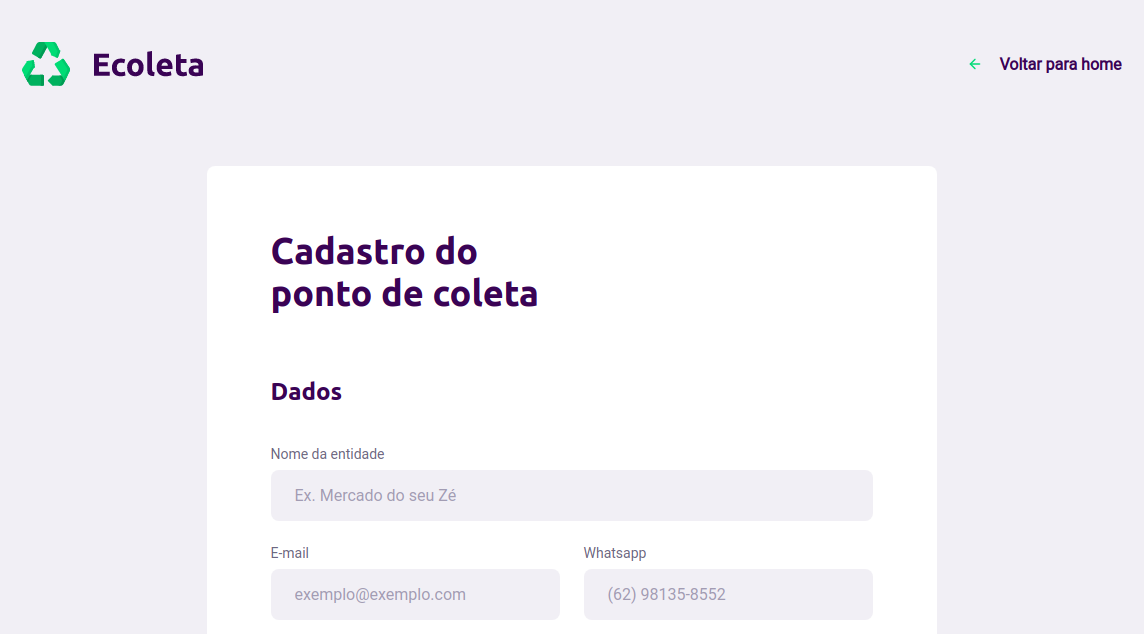 Ecoleta
Voltar para home
Cadastro do
ponto de coleta
Dados
Nome da entidade
Ex. Mercado do seu Zé
E-mail
Whatsapp
exemplo@exemplo.com
(62) 98135-8552